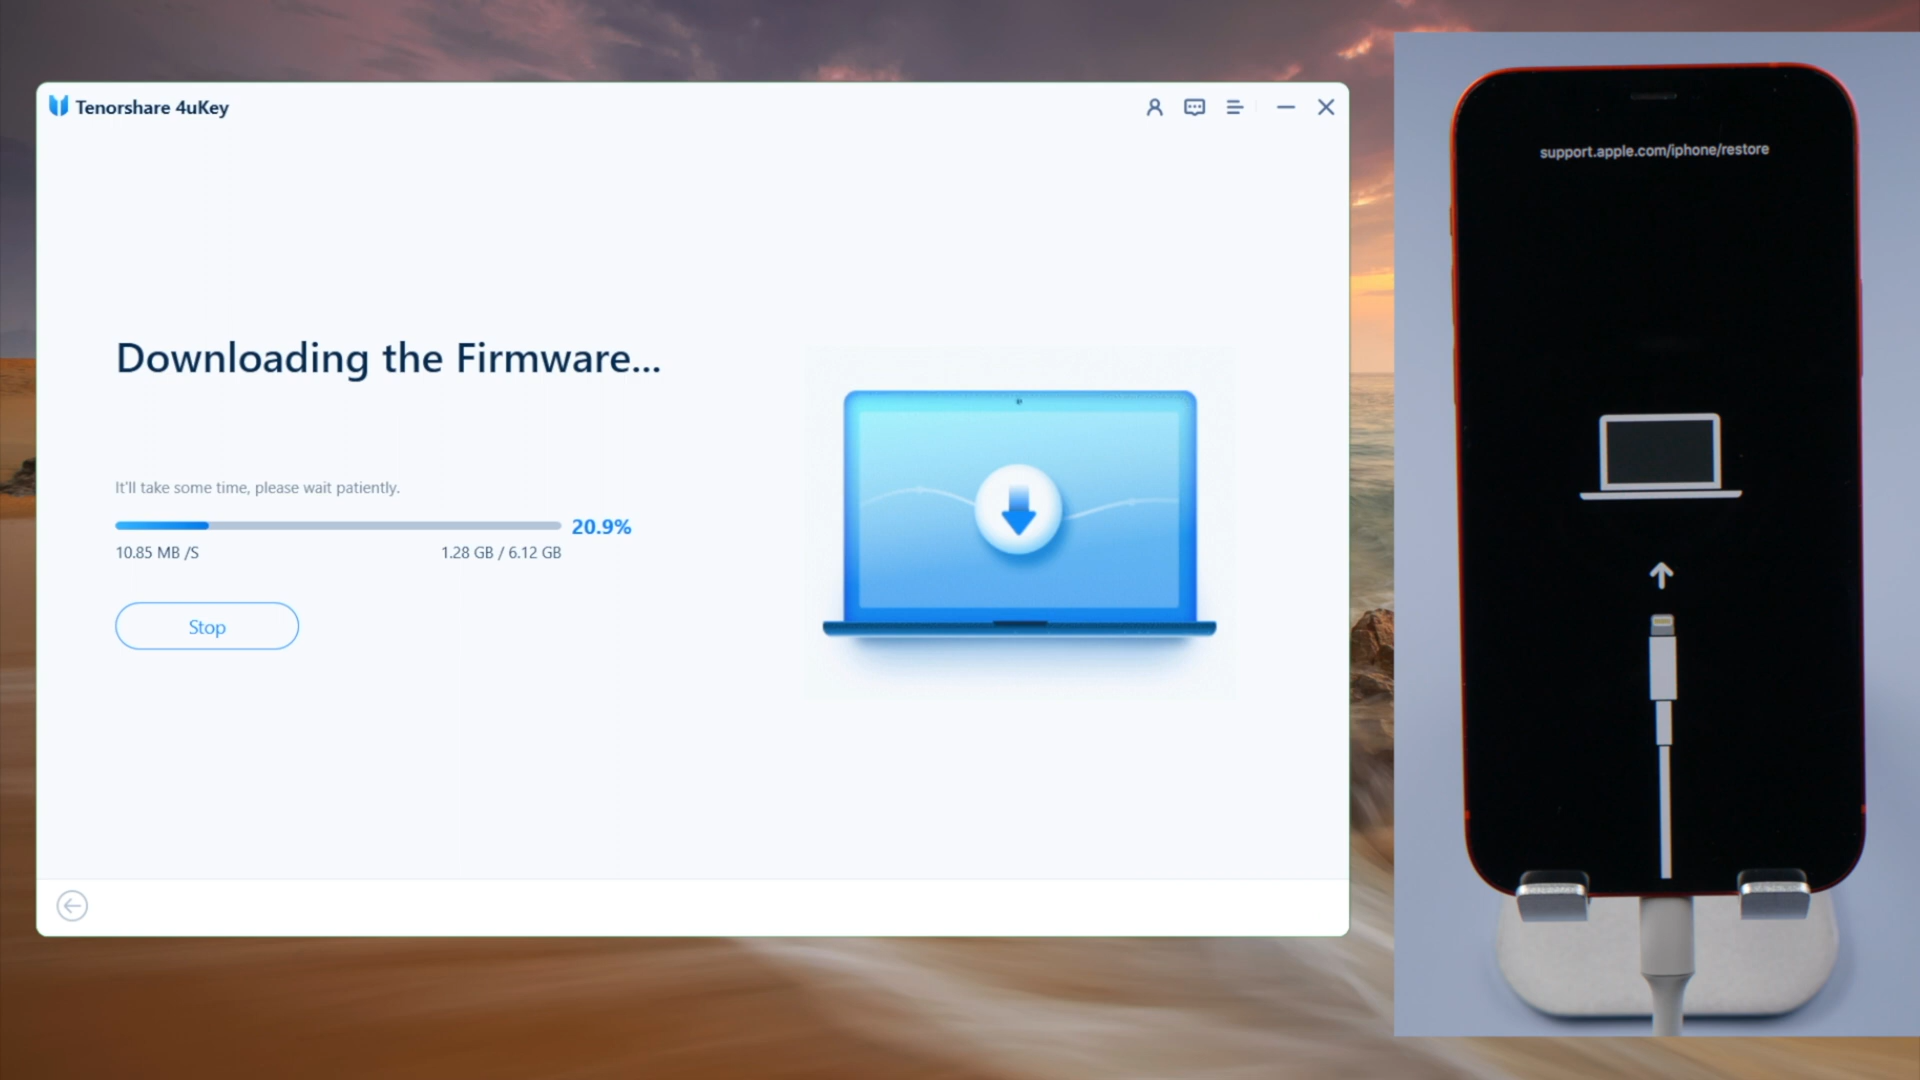 Tenorshare 4uKey
support.apple.com/iphone/restore
Downloading the Firmware...
It'll take some time, please wait patiently.
20.9%
10.85 MB /S
1.28 GB / 6.12 GB
Stop